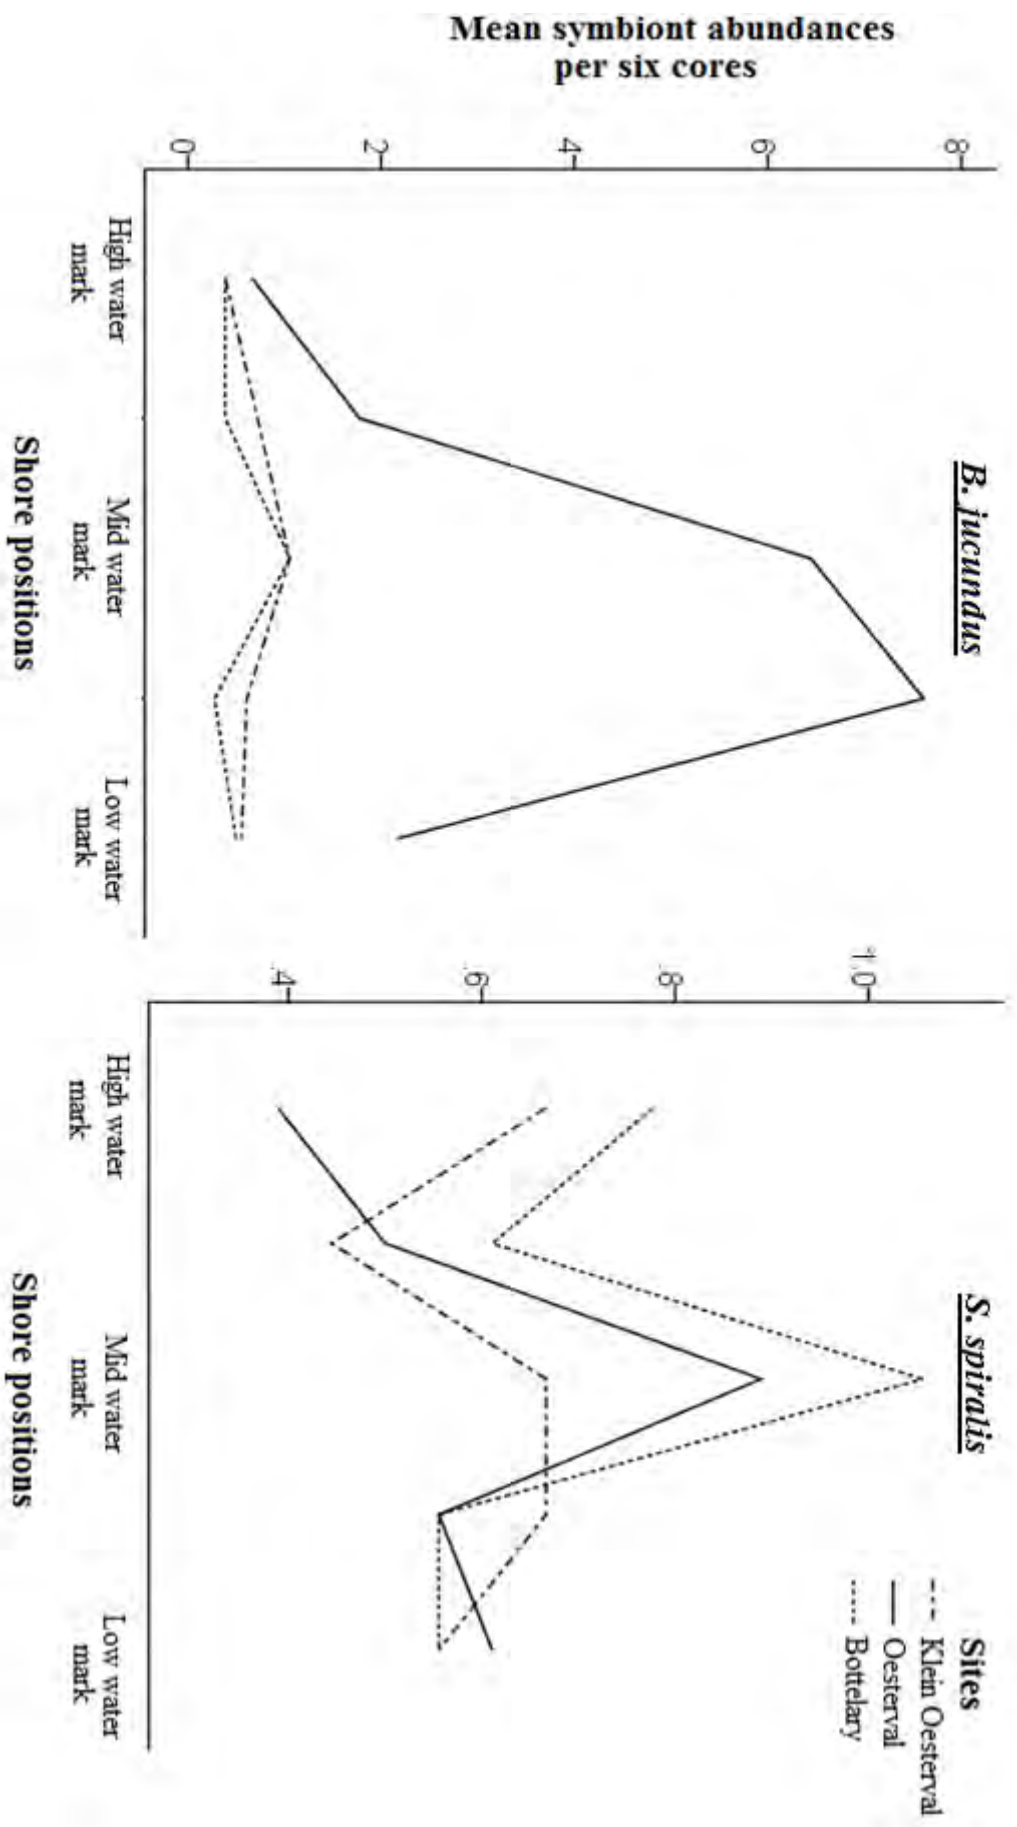 Mean symbiont abundances
per six cores
B. jucundus
8
6
4
2
0
High water
mark
Mid water
mark
Low water
mark
Shore positions
S. spiralis
1.0
.8
.6
.4
High water
mark
Mid water
mark
Low water
mark
Shore positions
Sites
Klein Oesterval
Oesterval
Bottelary